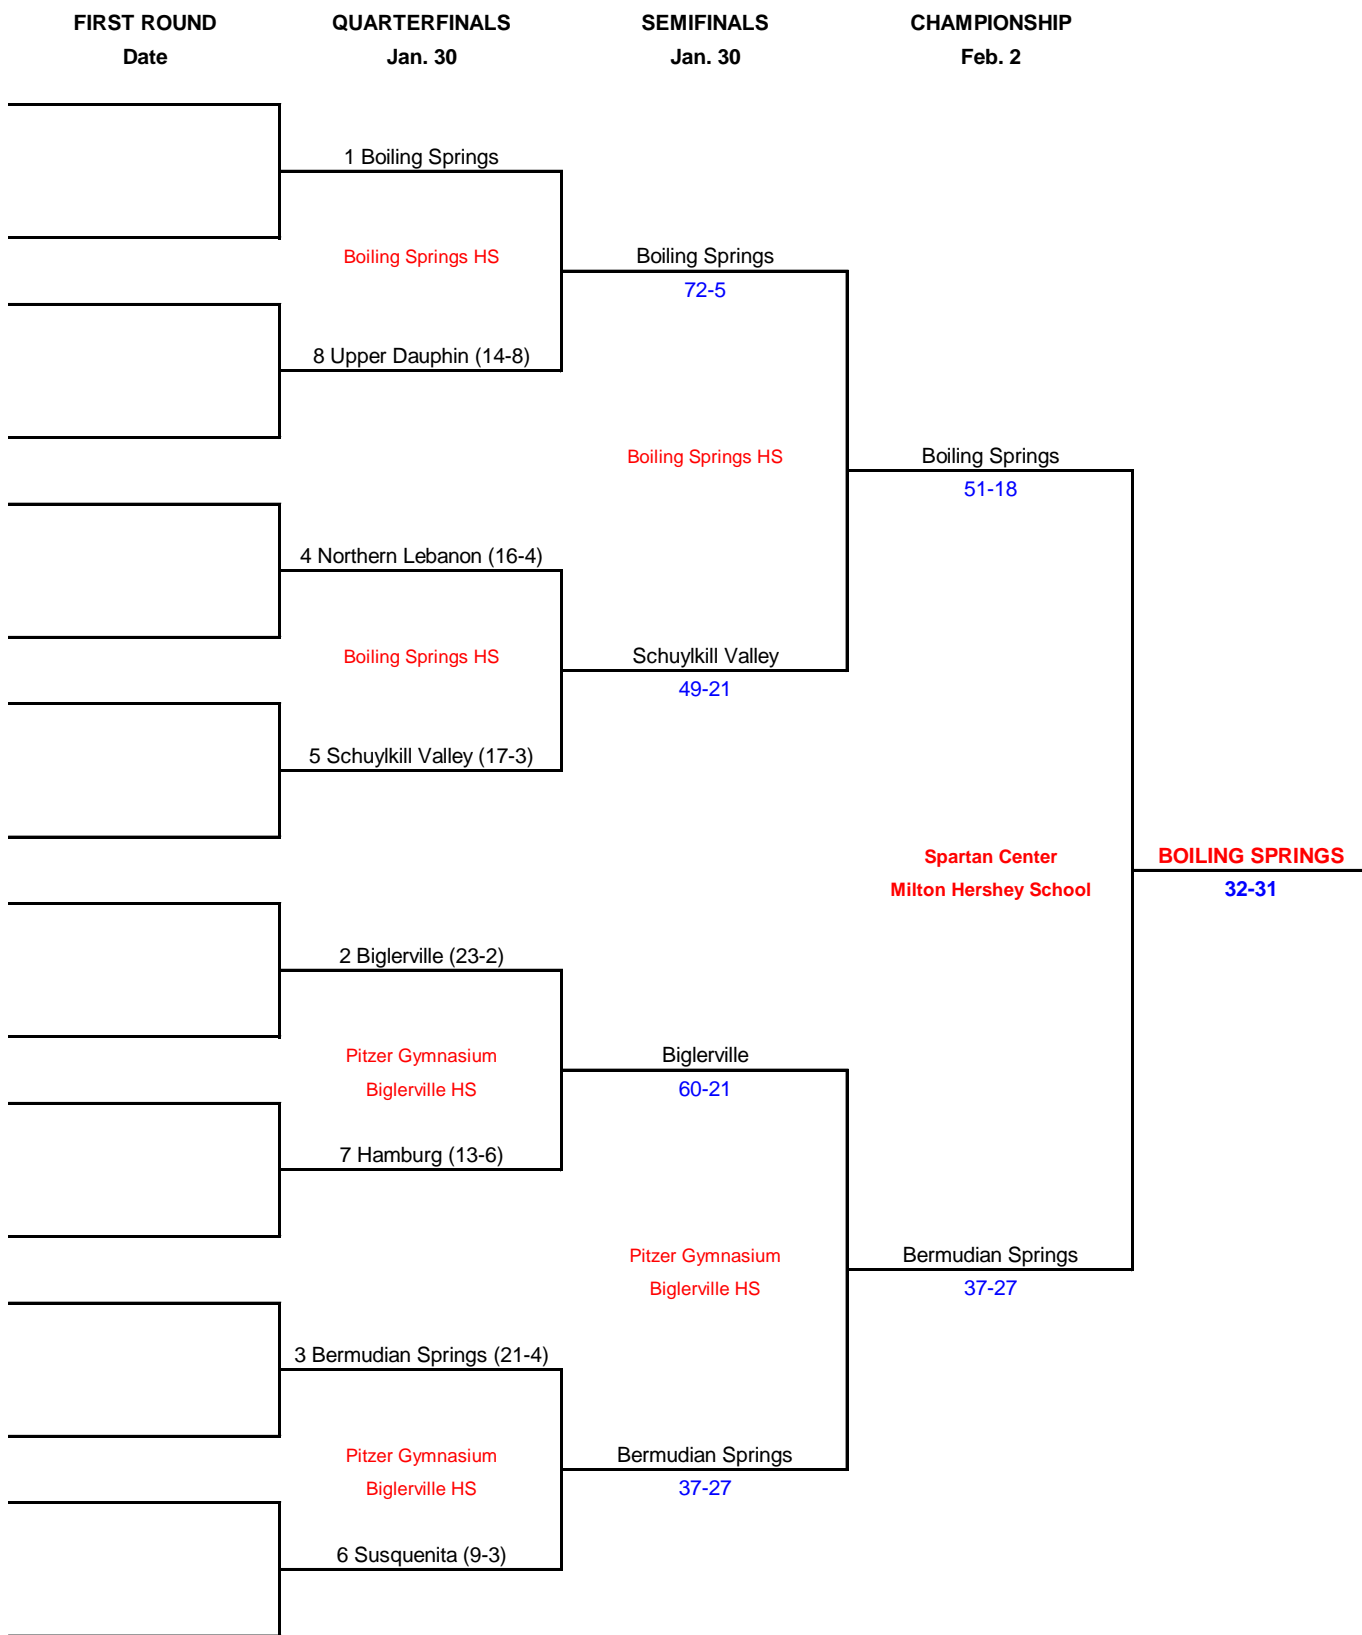 FIRST ROUND
QUARTERFINALS
SEMIFINALS
CHAMPIONSHIP
Date
Jan. 30
Jan. 30
Feb. 2
1 Boiling Springs
Boiling Springs HS
Boiling Springs
72-5
8 Upper Dauphin (14-8)
Boiling Springs HS
Boiling Springs
51-18
4 Northern Lebanon (16-4)
Boiling Springs HS
Schuylkill Valley
49-21
5 Schuylkill Valley (17-3)
Spartan Center
Milton Hershey School
BOILING SPRINGS
32-31
2 Biglerville (23-2)
Pitzer Gymnasium
Biglerville HS
Biglerville
60-21
7 Hamburg (13-6)
Pitzer Gymnasium
Biglerville HS
Bermudian Springs
37-27
3 Bermudian Springs (21-4)
Pitzer Gymnasium
Biglerville HS
Bermudian Springs
37-27
6 Susquenita (9-3)